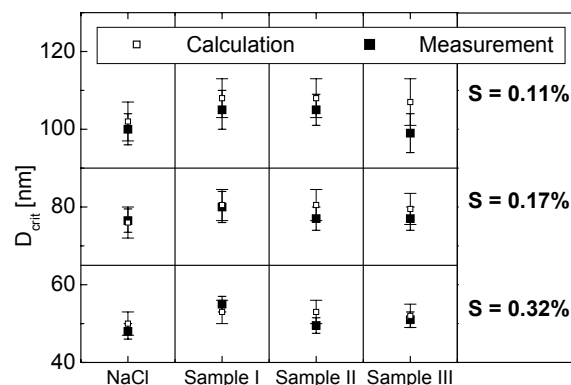 Calculation
Measurement
120
100
80
60
40
D_crit [nm]
S = 0.11%
S = 0.17%
S = 0.32%
NaCl
Sample I
Sample II
Sample III